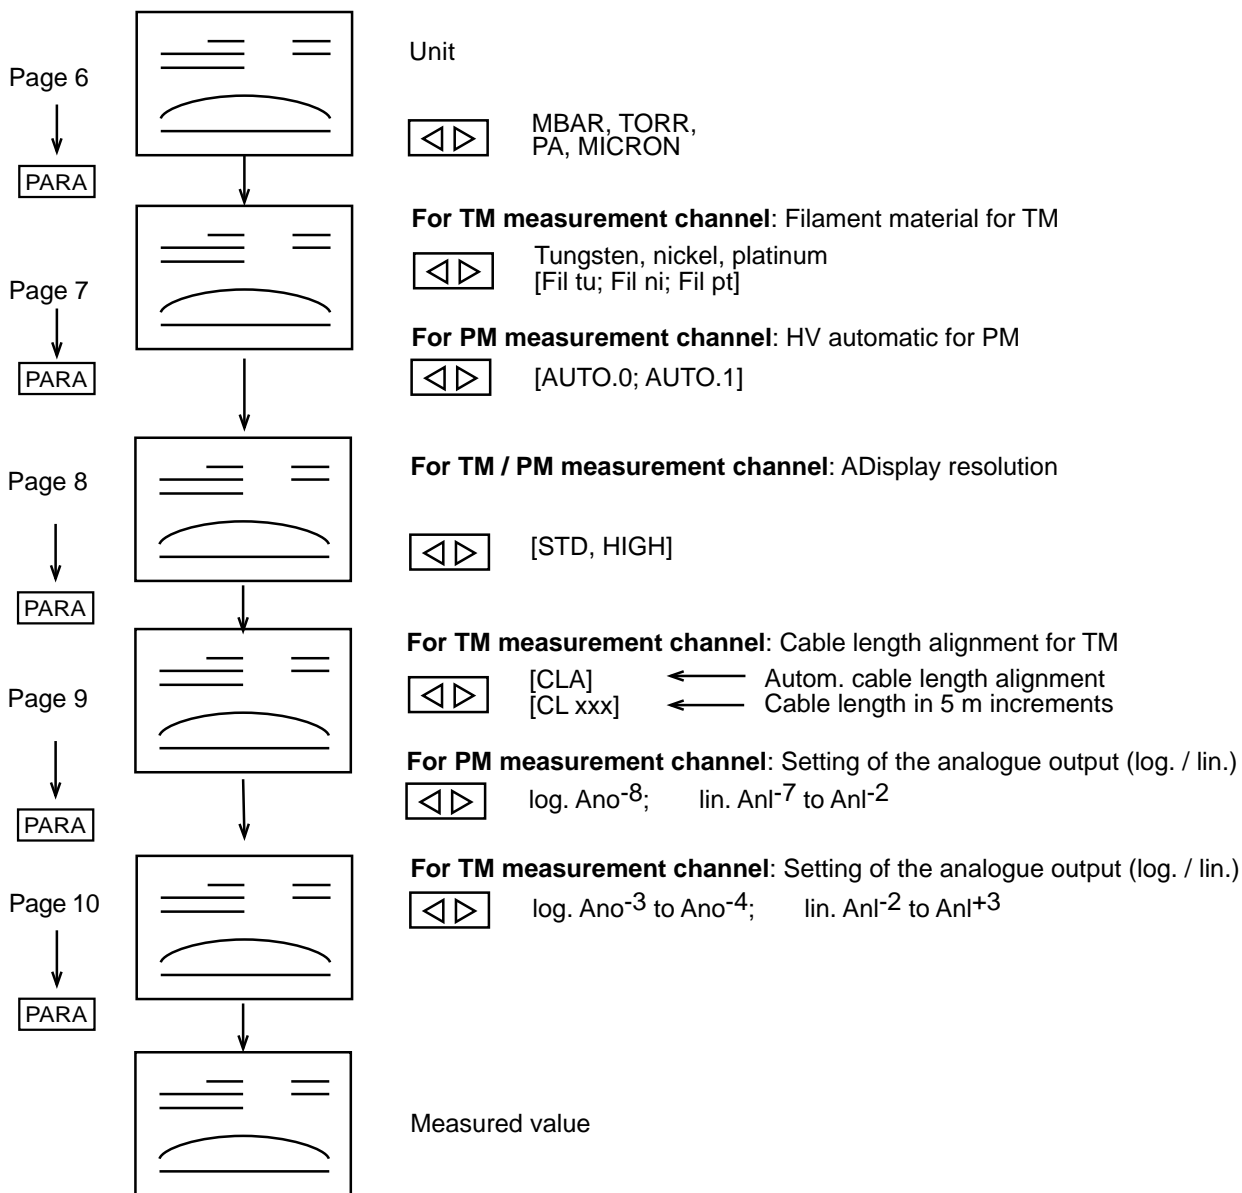 Unit
Page 6
MBAR, TORR,
PA, MICRON
PARA
For TM measurement channel: Filament material for TM
Tungsten, nickel, platinum
[Fil tu; Fil ni; Fil pt]
Page 7
For PM measurement channel: HV automatic for PM
PARA
[AUTO.0; AUTO.1]
For TM / PM measurement channel: ADisplay resolution
Page 8
[STD, HIGH]
PARA
For TM measurement channel: Cable length alignment for TM
[CLA] Autom. cable length alignment
[CL xxx] Cable length in 5 m increments
Page 9
For PM measurement channel: Setting of the analogue output (log. / lin.)
log. Ano-8; lin. Anl-7 to Anl-2
PARA
For TM measurement channel: Setting of the analogue output (log. / lin.)
Page 10
log. Ano-3 to Ano-4; lin. Anl-2 to Anl+3
PARA
Measured value